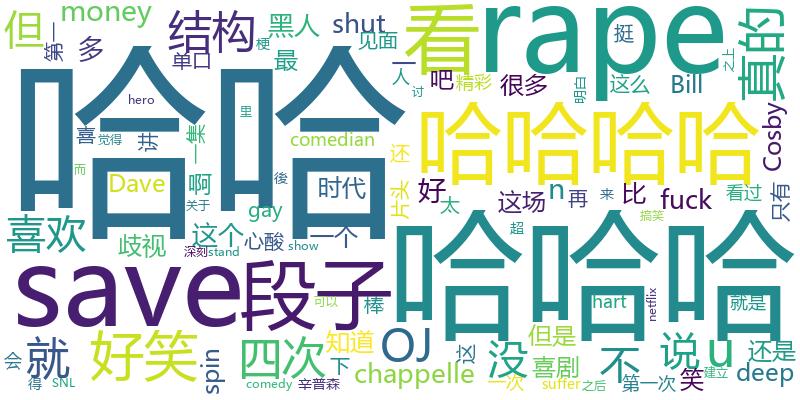 但 money 结构 黑人 shut 看 rape 真的
第一 多 单口 最 见面 梗 一 挺 之上
哈哈 hero 喜 觉得 讲 一集 里 人 讨 吧 精彩 很多 明白 这么 Bill
comedian 还 哈哈哈哈 Cosby
而 Dave 啊 後 时代 片头 好 太 这场 n 再 来 比 fuck 看过 只有
关于 gay 搞笑
喜欢 歧视 这个 心酸 一个 超
深刻 stand show
save 段子 哈哈哈 可以 棒 hart netflix 就是
会 就 好笑 四次 知道 OJ 这 没 但是 不 说 u 还是
得 SNL spin 下 chappelle 喜剧 笑 deep
comedy 辛普森 一次 suffer 之后 第一次 建立